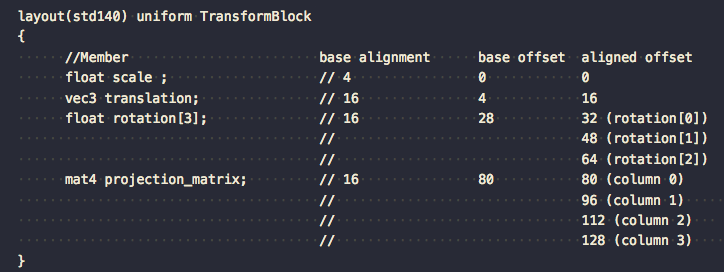 layout(std140) uniform TransformBlock
{
//Member base alignment base offset aligned offset
float scale ; // 4 0 0
vec3 translation; // 16 4 16
float rotation[3]; // 16 28 32 (rotation[0])
// 48 (rotation[1])
// 64 (rotation[2])
mat4 projection_matrix; // 16 80 80 (column 0)
// 96 (column 1)
// 112 (column 2)
// 128 (column 3)
}